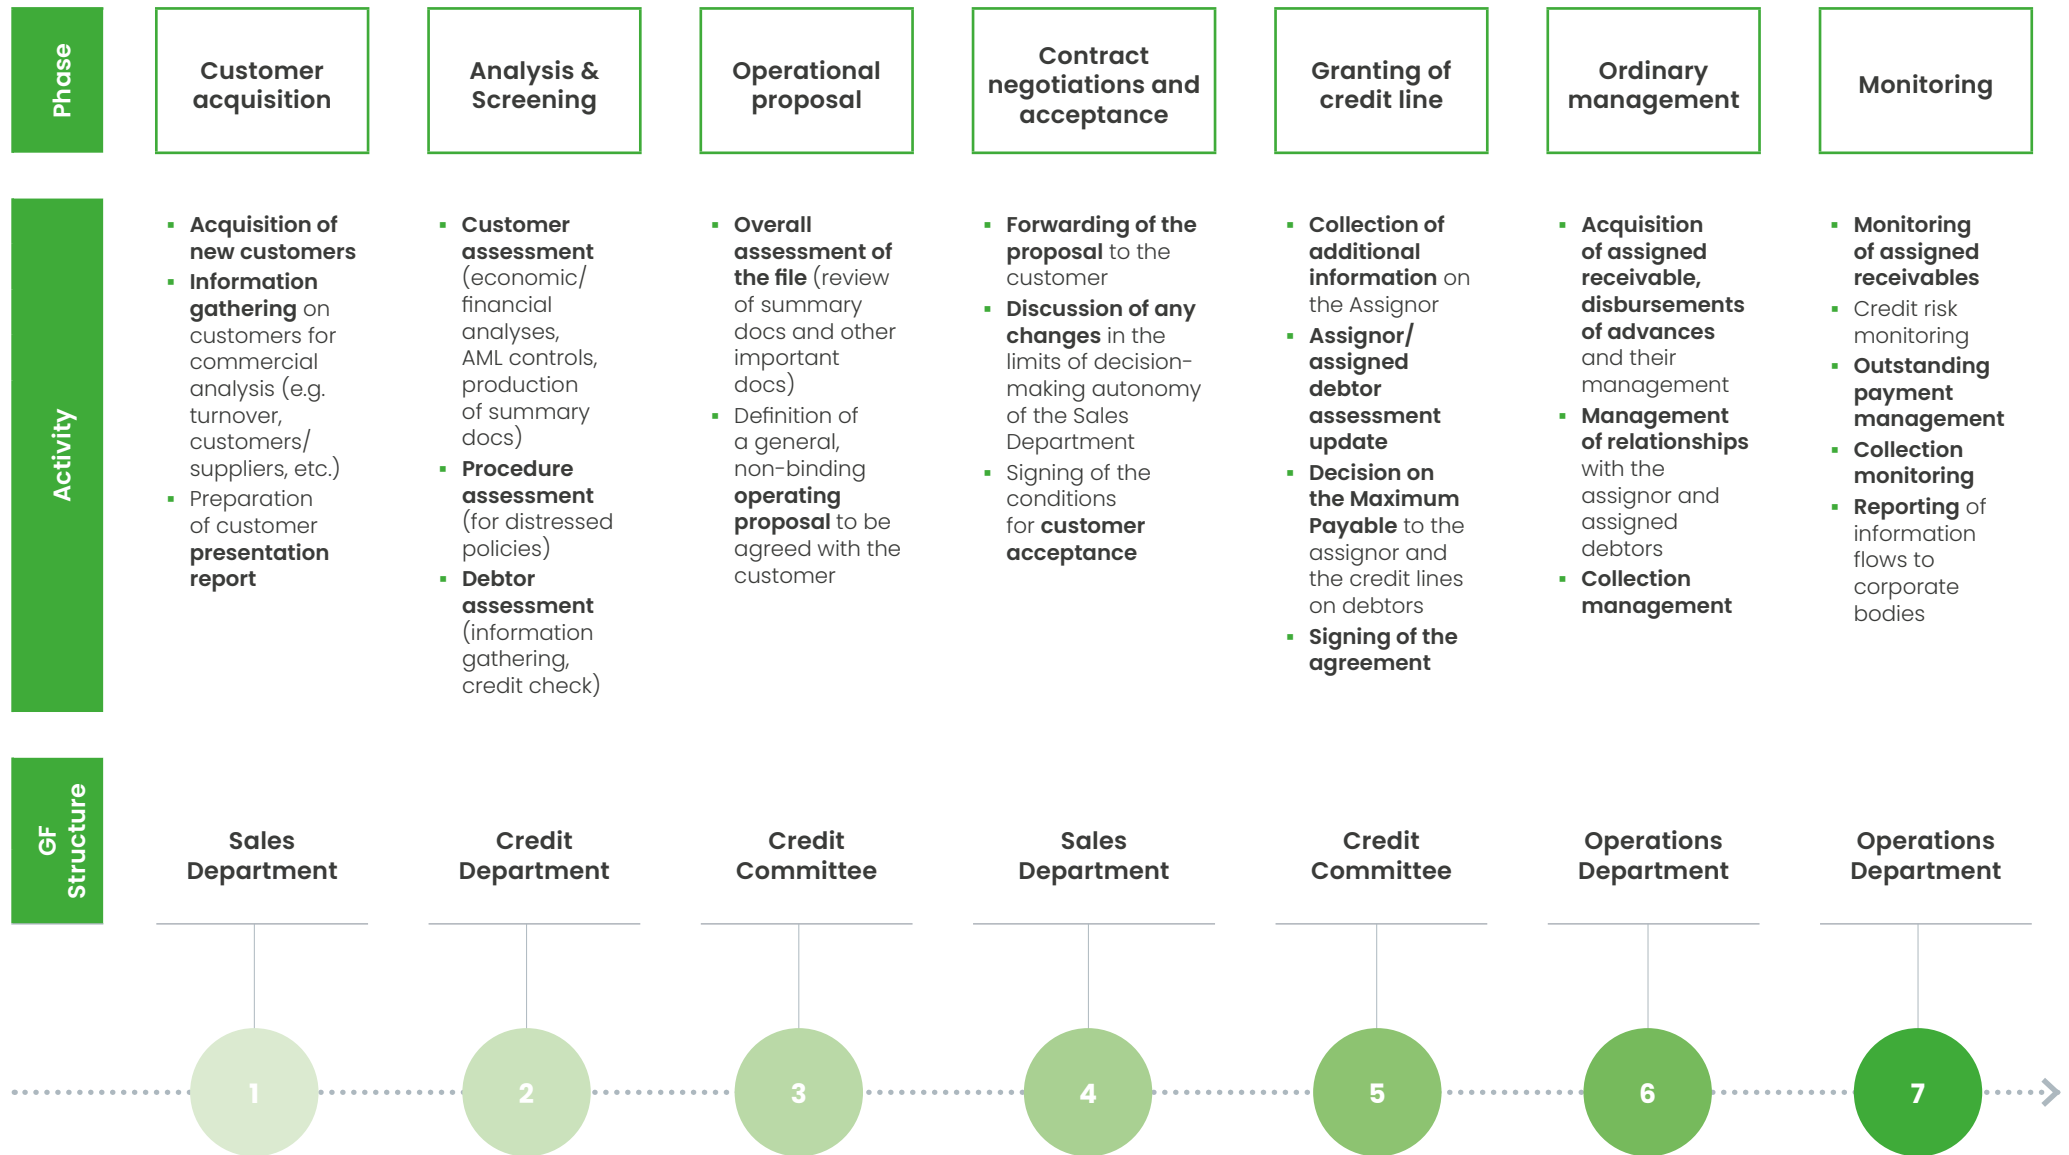 Phase
Customer
acquisition
Analysis &
Screening
Operational
proposal
Contract
negotiations and
acceptance
Granting of
credit line
Ordinary
management
Monitoring
Activity
▪ Acquisition of
new customers
▪ Information
gathering on
customers for
commercial
analysis (e.g.
turnover,
customers/
suppliers, etc.)
▪ Preparation
of customer
presentation
report
▪ Customer
assessment
(economic/
financial
analyses,
AML controls,
production
of summary
docs)
▪ Procedure
assessment
(for distressed
policies)
▪ Debtor
assessment
(information
gathering,
credit check)
▪ Overall
assessment of
the file (review
of summary
docs and other
important
docs)
▪ Definition of
a general,
non-binding
operating
proposal to be
agreed with the
customer
▪ Forwarding of the
proposal to the
customer
▪ Discussion of any
changes in the
limits of decision-
making autonomy
of the Sales
Department
▪ Signing of the
conditions
for customer
acceptance
▪ Collection of
additional
information on
the Assignor
▪ Assignor/
assigned
debtor
assessment
update
▪ Decision on
the Maximum
Payable to the
assignor and
the credit lines
on debtors
▪ Signing of the
agreement
▪ Acquisition
of assigned
receivable,
disbursements
of advances
and their
management
▪ Management
of relationships
with the
assignor and
assigned
debtors
▪ Collection
management
▪ Monitoring
of assigned
receivables
▪ Credit risk
monitoring
▪ Outstanding
payment
management
▪ Collection
monitoring
▪ Reporting of
information
flows to
corporate
bodies
GF
Structure
Sales
Department
Credit
Department
Credit
Committee
Sales
Department
Credit
Committee
Operations
Department
Operations
Department
1
2
3
4
5
6
7